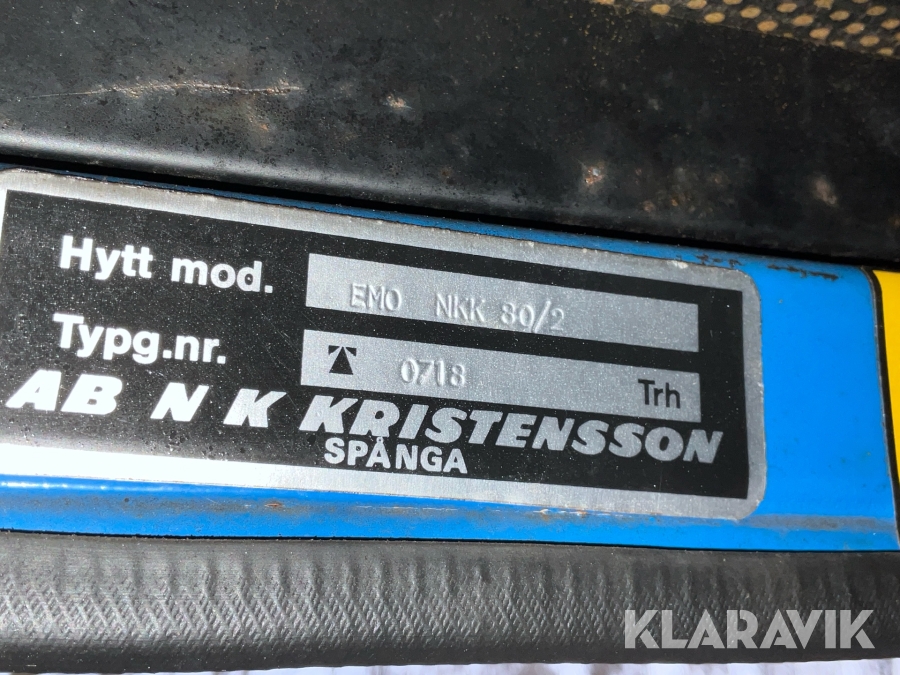 Hytt mod. EMO NKK 80/2
Typg.nr. 0718 Trh
AB N K KRISTENSSON
SPÅNGA
KLARAVIK